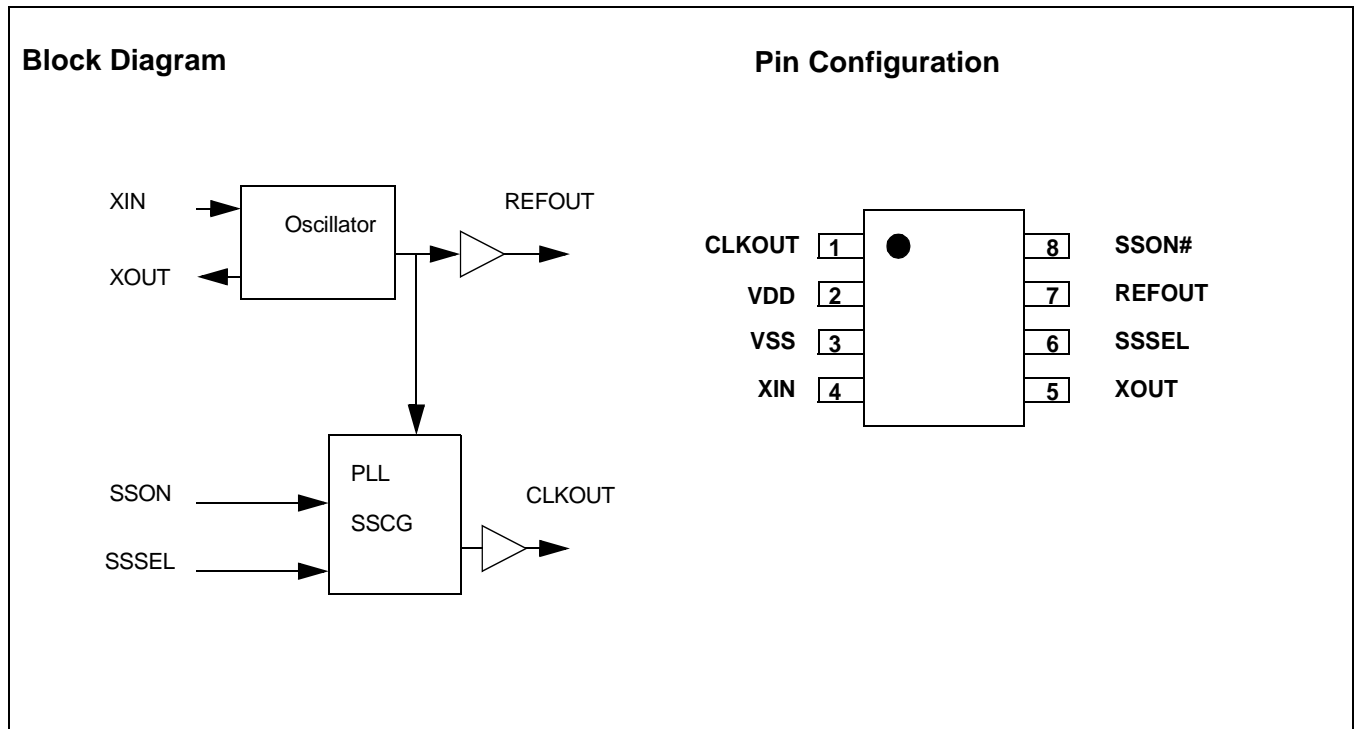 Block Diagram
XIN
XOUT
Oscillator
REFOUT
SSON
SSSEL
PLL
SSCG
CLKOUT
Pin Configuration
CLKOUT 1
VDD 2
VSS 3
XIN 4
8 SSON#
7 REFOUT
6 SSSEL
5 XOUT